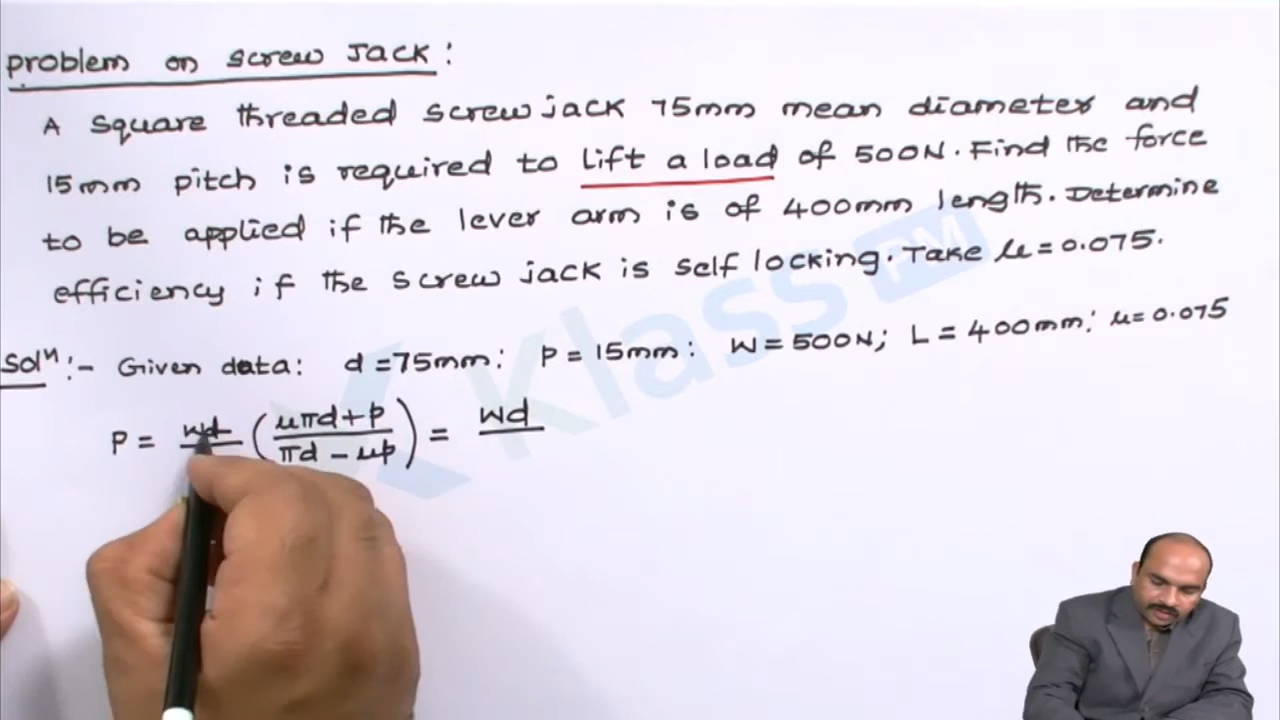 problem on screw Jack:
A square threaded screw jack 75mm mean diameter and
15mm pitch is required to lift a load of 500N. Find the force
to be applied if the lever arm is of 400mm length. Determine
efficiency if the screw jack is self locking. Take μ = 0.075.
Solⁿ :- Given data: d = 75mm: p = 15mm: W = 500N; L = 400mm: μ = 0.075
P = Wd (μπd + p / πd - μp) = Wd
Klass PM